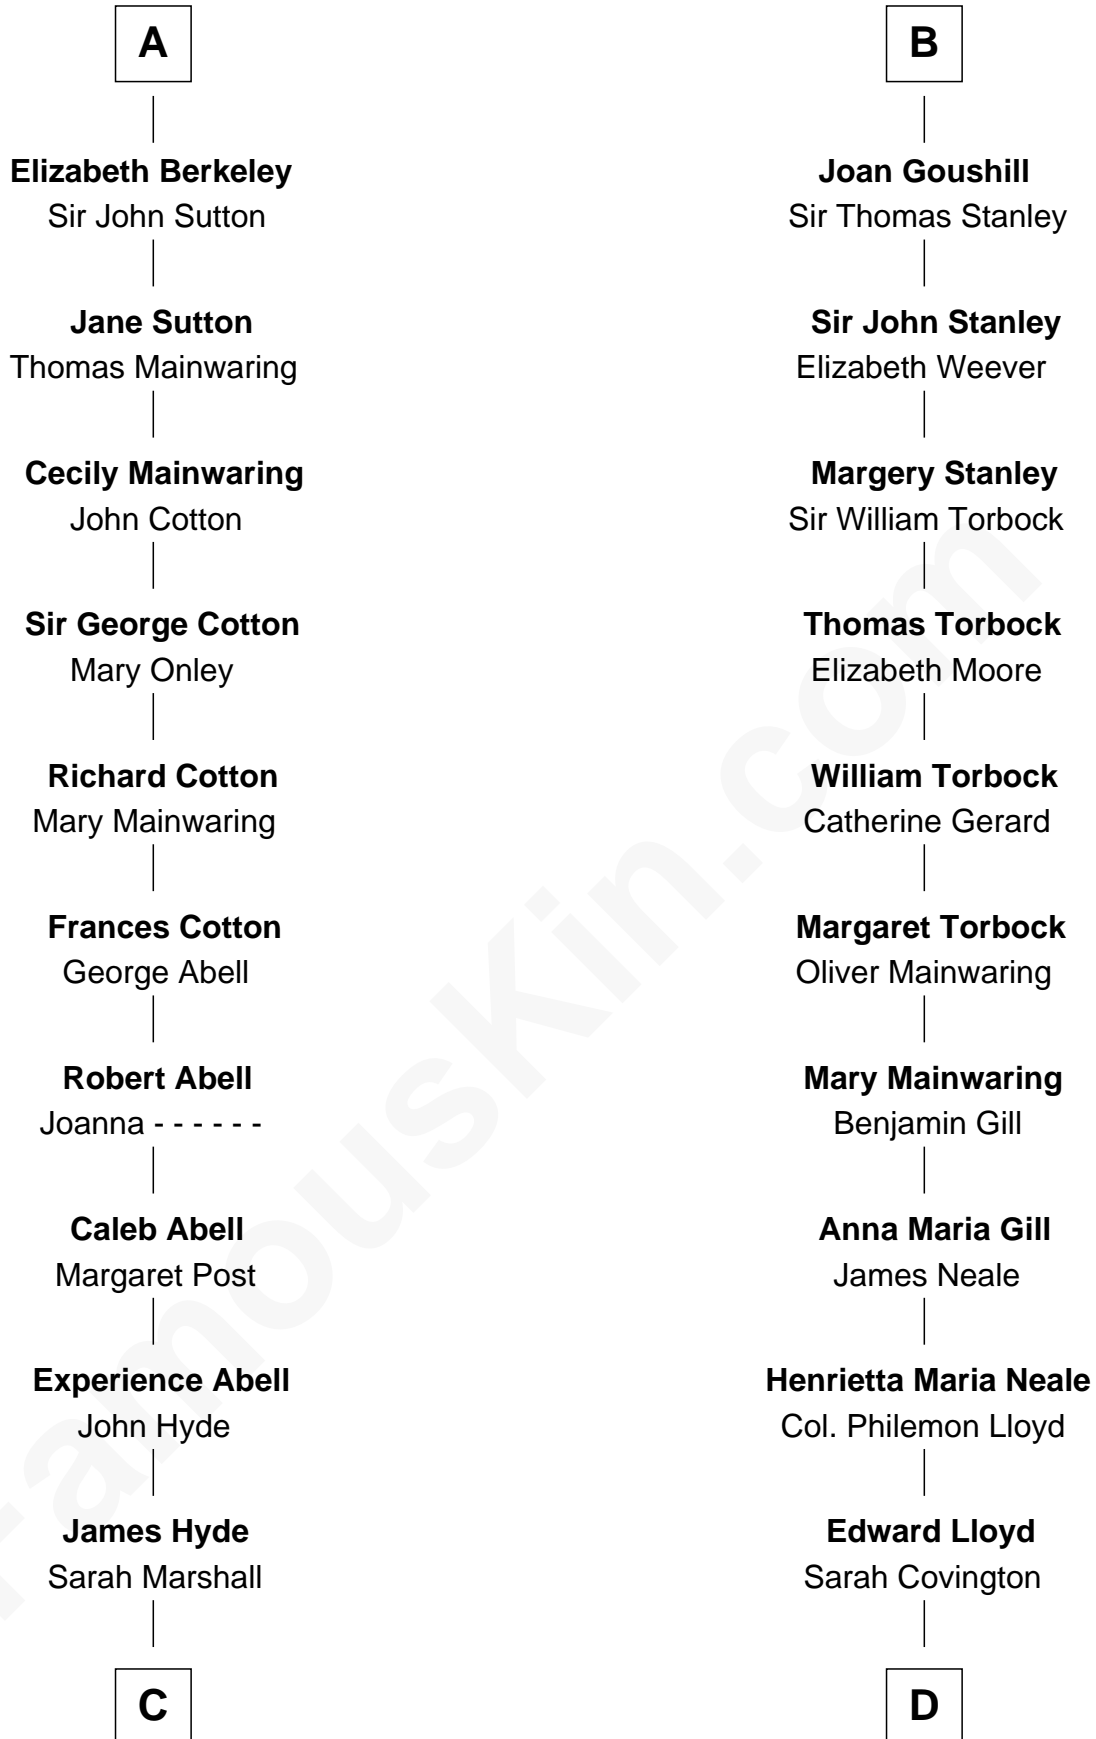 A
Elizabeth Berkeley
Sir John Sutton
Jane Sutton
Thomas Mainwaring
Cecily Mainwaring
John Cotton
Sir George Cotton
Mary Onley
Richard Cotton
Mary Mainwaring
Frances Cotton
George Abell
Robert Abell
Joanna - - - - - -
Caleb Abell
Margaret Post
Experience Abell
John Hyde
James Hyde
Sarah Marshall
C
B
Joan Goushill
Sir Thomas Stanley
Sir John Stanley
Elizabeth Weever
Margery Stanley
Sir William Torbock
Thomas Torbock
Elizabeth Moore
William Torbock
Catherine Gerard
Margaret Torbock
Oliver Mainwaring
Mary Mainwaring
Benjamin Gill
Anna Maria Gill
James Neale
Henrietta Maria Neale
Col. Philemon Lloyd
Edward Lloyd
Sarah Covington
D
FamousKin.com